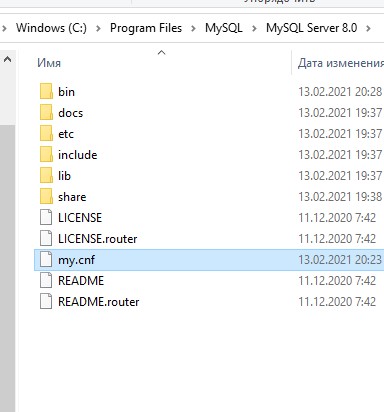 Упорядочить
Windows (C:) > Program Files > MySQL > MySQL Server 8.0 >
Имя Дата изменения
bin 13.02.2021 20:28
docs 13.02.2021 19:37
etc 13.02.2021 19:37
include 13.02.2021 19:37
lib 13.02.2021 19:37
share 13.02.2021 19:38
LICENSE 11.12.2020 7:42
LICENSE.router 11.12.2020 7:42
my.cnf 13.02.2021 20:23
README 11.12.2020 7:42
README.router 11.12.2020 7:42